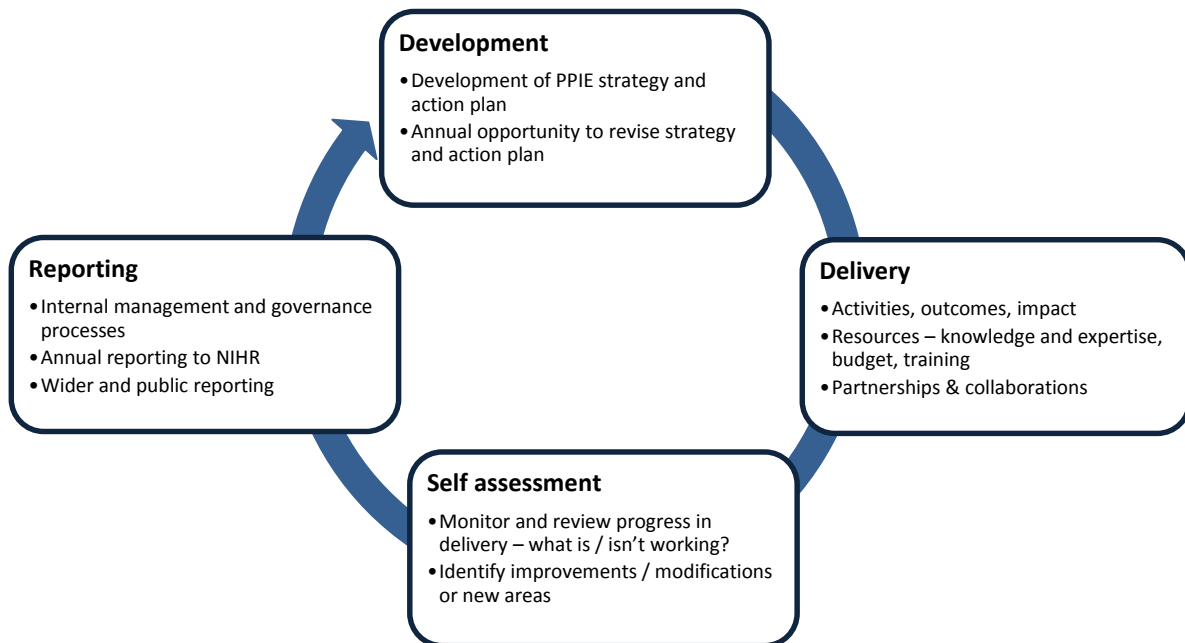 Development
•Development of PPIE strategy and
action plan
•Annual opportunity to revise strategy
and action plan
Delivery
•Activities, outcomes, impact
•Resources – knowledge and expertise,
budget, training
•Partnerships & collaborations
Self assessment
•Monitor and review progress in
delivery – what is / isn’t working?
•Identify improvements / modifications
or new areas
Reporting
•Internal management and governance
processes
•Annual reporting to NIHR
•Wider and public reporting